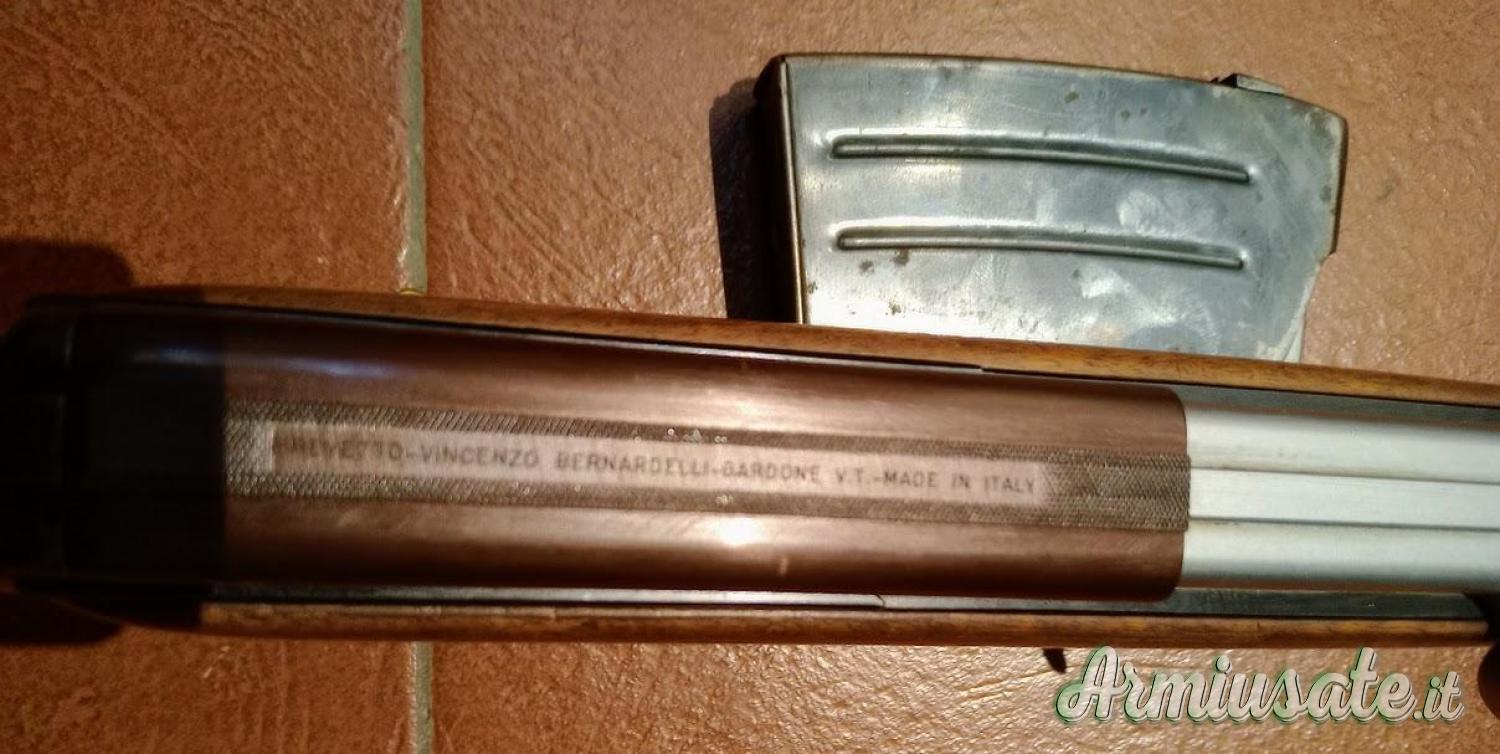 -VINCENZO BERNARDELLI-GARDONE V.T.-MADE IN ITALY
Armiusate.it